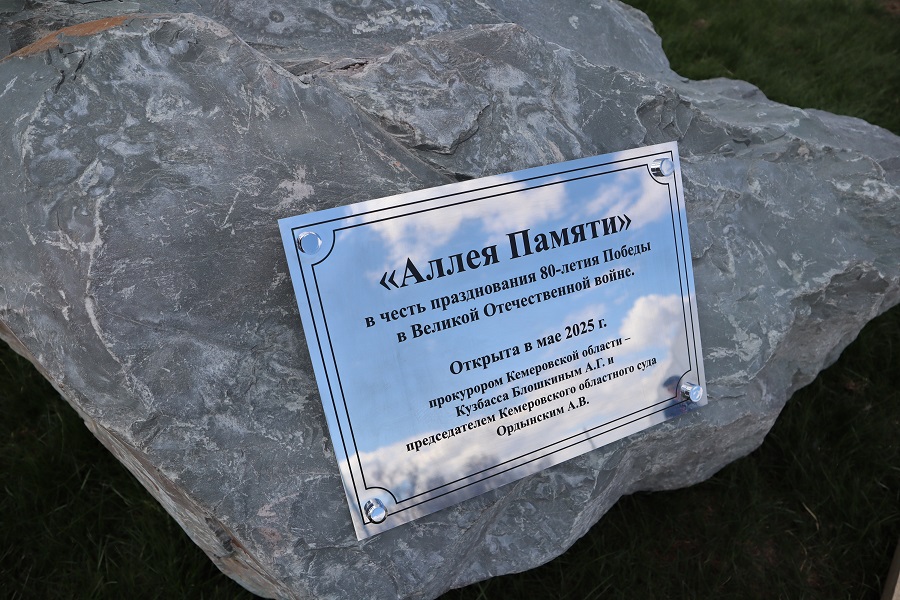 «Аллея Памяти»
в честь празднования 80-летия Победы
в Великой Отечественной войне.
Открыта в мае 2025 г.
прокурором Кемеровской области –
Кузбасса Блошкиным А.Г. и
председателем Кемеровского областного суда
Ордынским А.В.